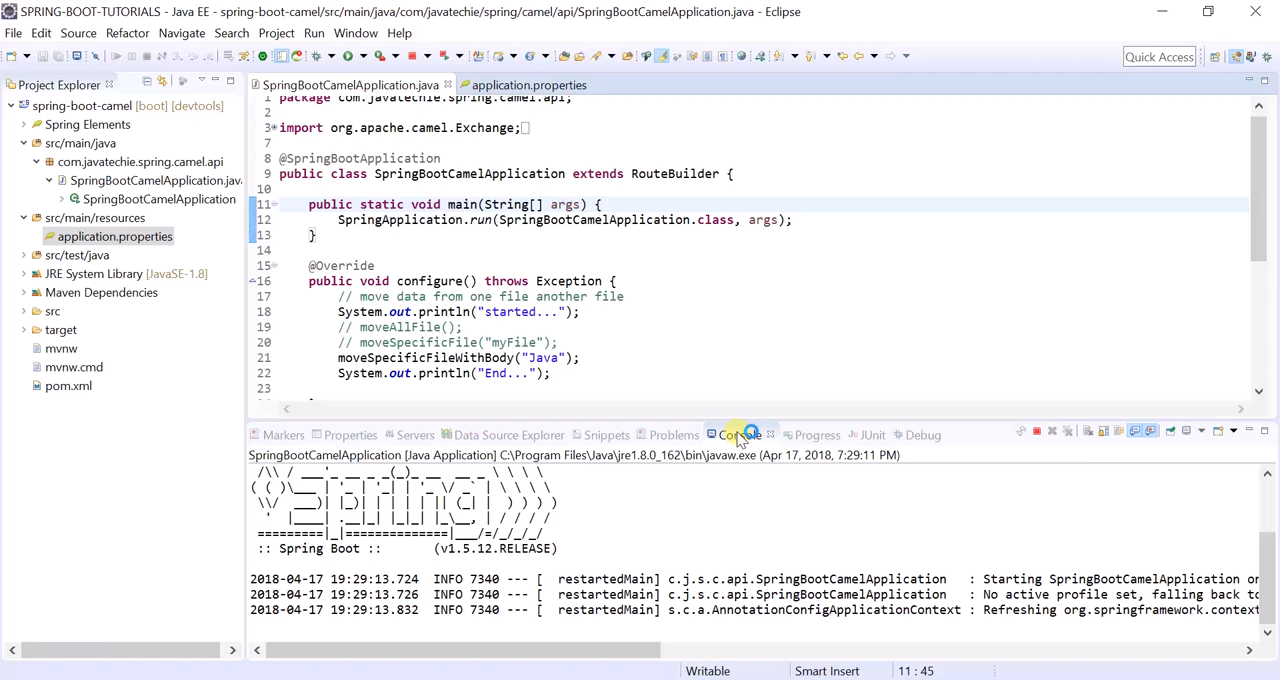 SPRING-BOOT-TUTORIALS - Java EE - spring-boot-camel/src/main/java/com/javatechie/spring/camel/api/SpringBootCamelApplication.java - Eclipse
File Edit Source Refactor Navigate Search Project Run Window Help
Quick Access
Project Explorer
spring-boot-camel [boot] [devtools]
Spring Elements
src/main/java
com.javatechie.spring.camel.api
SpringBootCamelApplication.java
SpringBootCamelApplication
src/main/resources
application.properties
src/test/java
JRE System Library [JavaSE-1.8]
Maven Dependencies
src
target
mvnw
mvnw.cmd
pom.xml
SpringBootCamelApplication.java application.properties
1 package com.javatechie.spring.camel.api;
2
3 import org.apache.camel.Exchange;
7
8 @SpringBootApplication
9 public class SpringBootCamelApplication extends RouteBuilder {
10
11 public static void main(String[] args) {
12 SpringApplication.run(SpringBootCamelApplication.class, args);
13 }
14
15 @Override
16 public void configure() throws Exception {
17 // move data from one file another file
18 System.out.println("started...");
19 // moveAllFile();
20 // moveSpecificFile("myFile");
21 moveSpecificFileWithBody("Java");
22 System.out.println("End...");
23
Markers Properties Servers Data Source Explorer Snippets Problems Console Progress JUnit Debug
SpringBootCamelApplication [Java Application] C:\Program Files\Java\jre1.8.0_162\bin\javaw.exe (Apr 17, 2018, 7:29:11 PM)
Spring
:: Spring Boot :: (v1.5.12.RELEASE)
2018-04-17 19:29:13.724 INFO 7340 --- [ restartedMain] c.j.s.c.api.SpringBootCamelApplication : Starting SpringBootCamelApplication on
2018-04-17 19:29:13.726 INFO 7340 --- [ restartedMain] c.j.s.c.api.SpringBootCamelApplication : No active profile set, falling back to
2018-04-17 19:29:13.832 INFO 7340 --- [ restartedMain] s.c.a.AnnotationConfigApplicationContext : Refreshing org.springframework.context
Writable Smart Insert 11 : 45